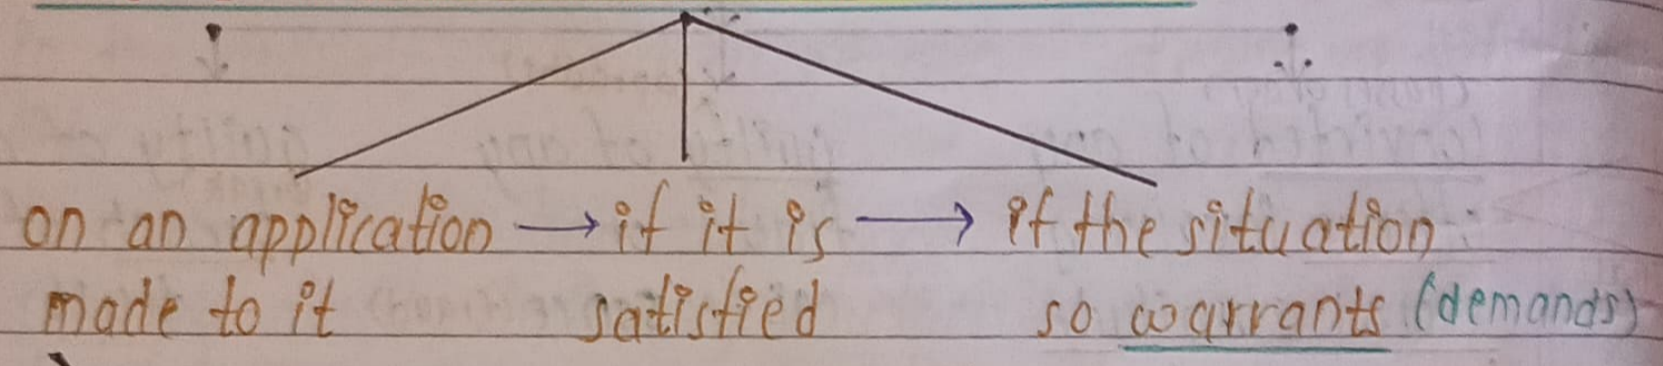 on an application → if it is → if the situation
made to it satisfied so warrants (demands)